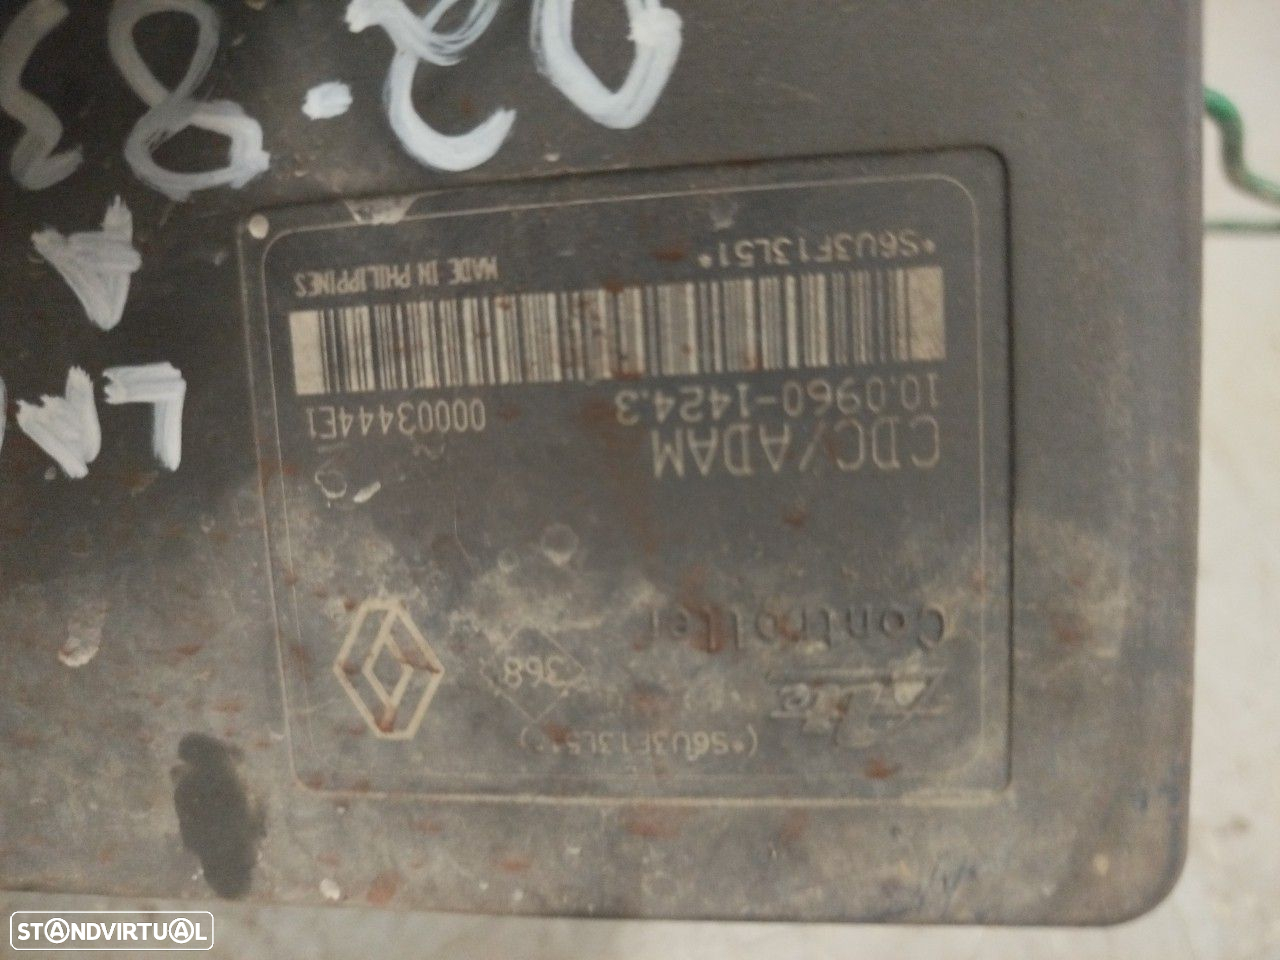 (*S6U3F13L51*)
368
Controller
CDC/ADAM
10.0960-1424.3
00003444E1
*S6U3F13L51*
MADE IN PHILIPPINES
STANDVIRTUAL